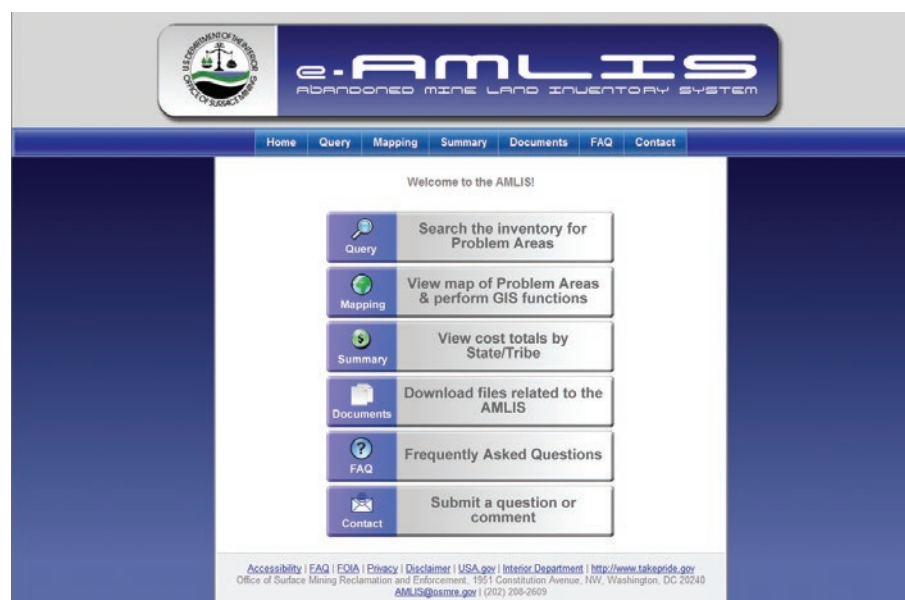 U.S. DEPARTMENT OF THE INTERIOR
OFFICE OF SURFACE MINING
e-AMLIS
ABANDONED MINE LAND INVENTORY SYSTEM
Home Query Mapping Summary Documents FAQ Contact
Welcome to the AMLIS!
Query
Search the inventory for
Problem Areas
Mapping
View map of Problem Areas
& perform GIS functions
Summary
View cost totals by
State/Tribe
Documents
Download files related to the
AMLIS
FAQ
Frequently Asked Questions
Contact
Submit a question or
comment
Accessibility | FAQ | FOIA | Privacy | Disclaimer | USA.gov | Interior Department | http://www.takepride.gov
Office of Surface Mining Reclamation and Enforcement, 1951 Constitution Avenue, NW, Washington, DC 20240
AMLIS@osmre.gov | (202) 208-2609